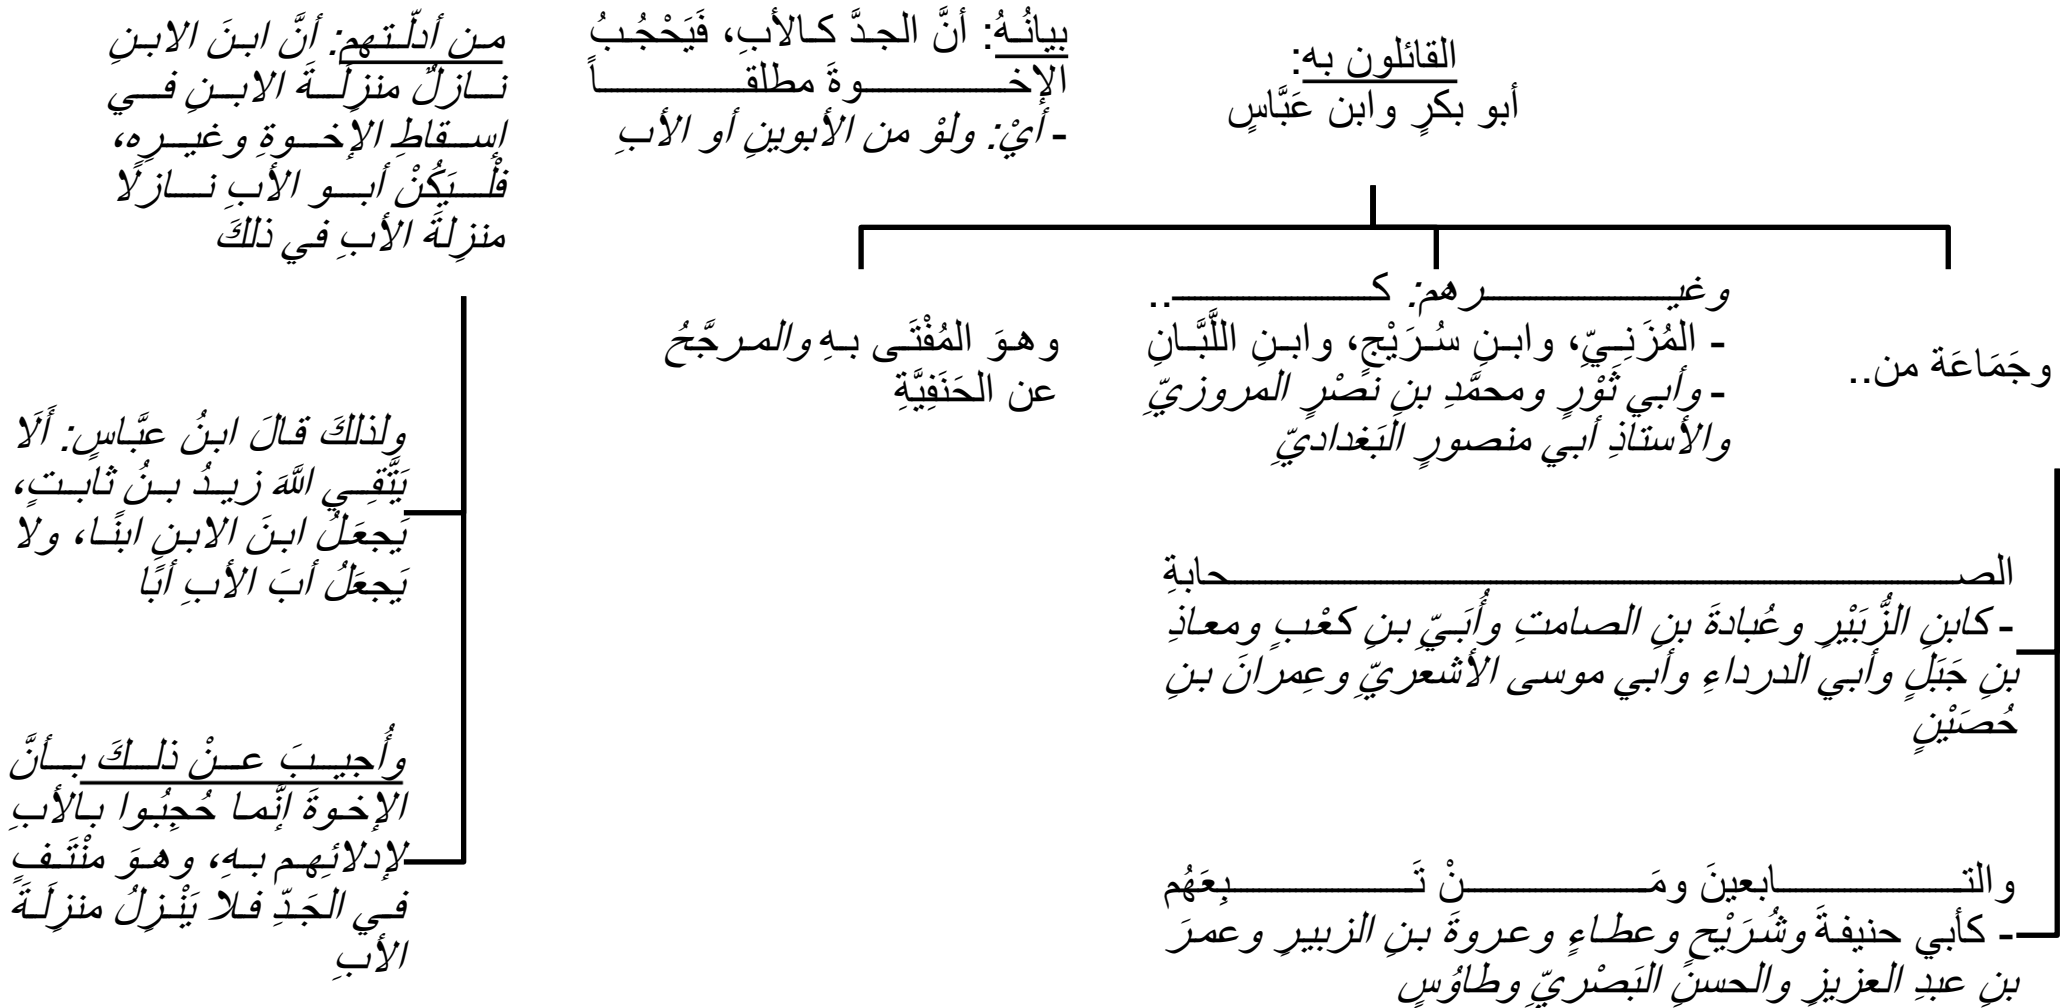 القائلون به:
أبو بكرٍ وابن عَبَّاسٍ
بيانُهُ: أنَّ الجدَّ كالأبِ، فَيَحْجُبُ
الإخوةَ مطلقاً
- أيْ: ولوْ من الأبوينِ أو الأبِ
من أدلّتهم: أنَّ ابنَ الابنِ
نازلٌ منزِلَةَ الابنِ في
إسقاطِ الإخوةِ وغيرِه،
فلْيَكُنْ أبو الأبِ نازلًا
منزِلةَ الأبِ في ذلكَ
وجَمَاعَة من..
وغيرهم: كـ..
- المُزَنِيِّ، وابنِ سُرَيْجٍ، وابنِ اللَّبَّانِ
- وأبي ثَوْرٍ ومحمَّدِ بنِ نصْرٍ المروزيِّ
والأستاذِ أبي منصورٍ البَغداديِّ
وهوَ المُفْتَى بهِ والمرجَّحُ
عن الحَنَفِيَّةِ
الصحابةِ
- كابنِ الزُّبَيْرِ وعُبادةَ بنِ الصامتِ وأُبَيِّ بنِ كعْبٍ ومعاذِ
بنِ جَبَلٍ وأبي الدرداءِ وأبي موسى الأشعريِّ وعِمرانَ بنِ
حُصَيْنٍ
والتابعينَ ومَنْ تَبِعَهُم
- كأبي حنيفةَ وشُرَيْحٍ وعطاءٍ وعروةَ بنِ الزبيرِ وعمرَ
بنِ عبدِ العزيزِ والحسنِ البَصْريِّ وطاوُسٍ
ولذلكَ قالَ ابنُ عبَّاسٍ: أَلَا
يَتَّقِي اللَّهَ زيدُ بنُ ثابتٍ،
يَجعَلُ ابنَ الابنِ ابنًا، ولا
يَجعَلُ أبَ الأبِ أبًا
وأُجيبَ عنْ ذلكَ بأنَّ
الإخوةَ إنَّما حُجِبُوا بالأبِ
لإدلائِهِم بهِ، وهوَ منْتَفٍ
في الجَدِّ فلا يَنْزِلُ منزِلَةَ
الأبِ